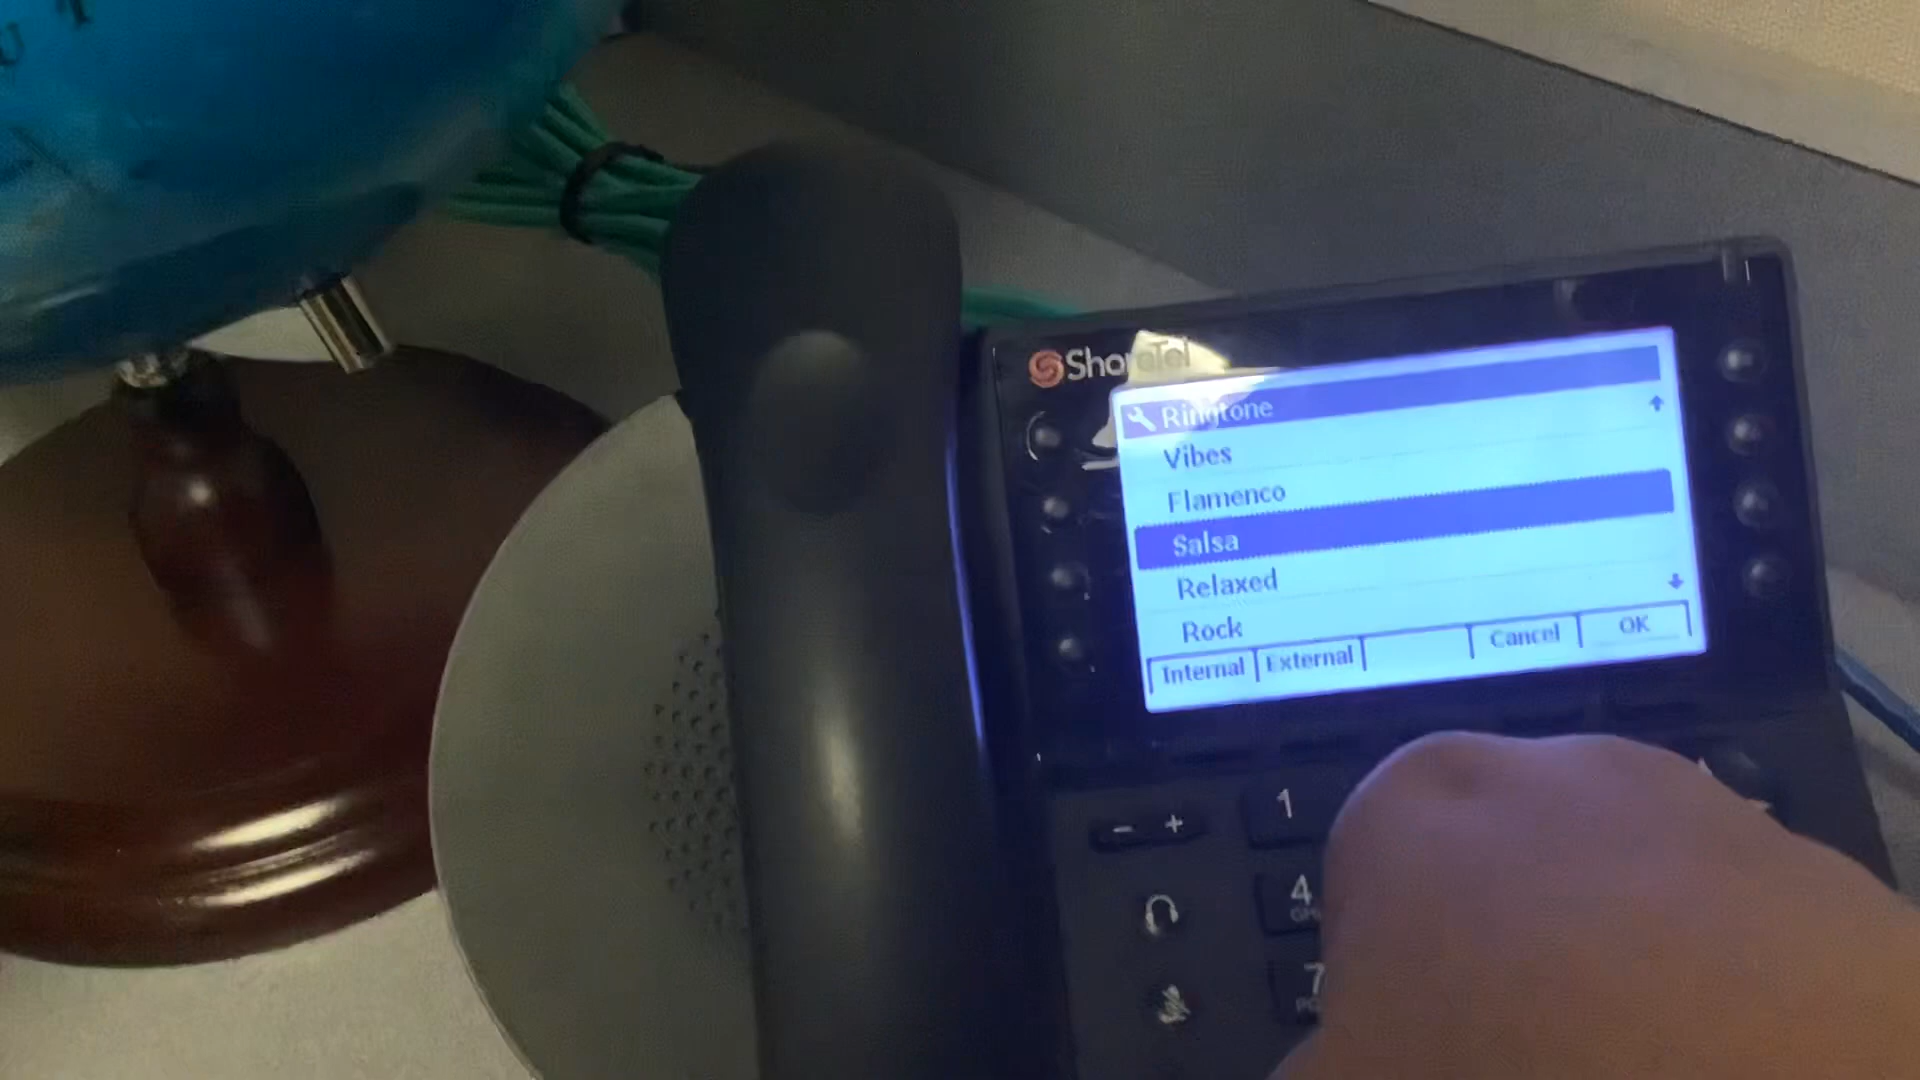 ShoreTel
Ringtone
Vibes
Flamenco
Salsa
Relaxed
Rock
Internal External Cancel OK
- +
1
4
7